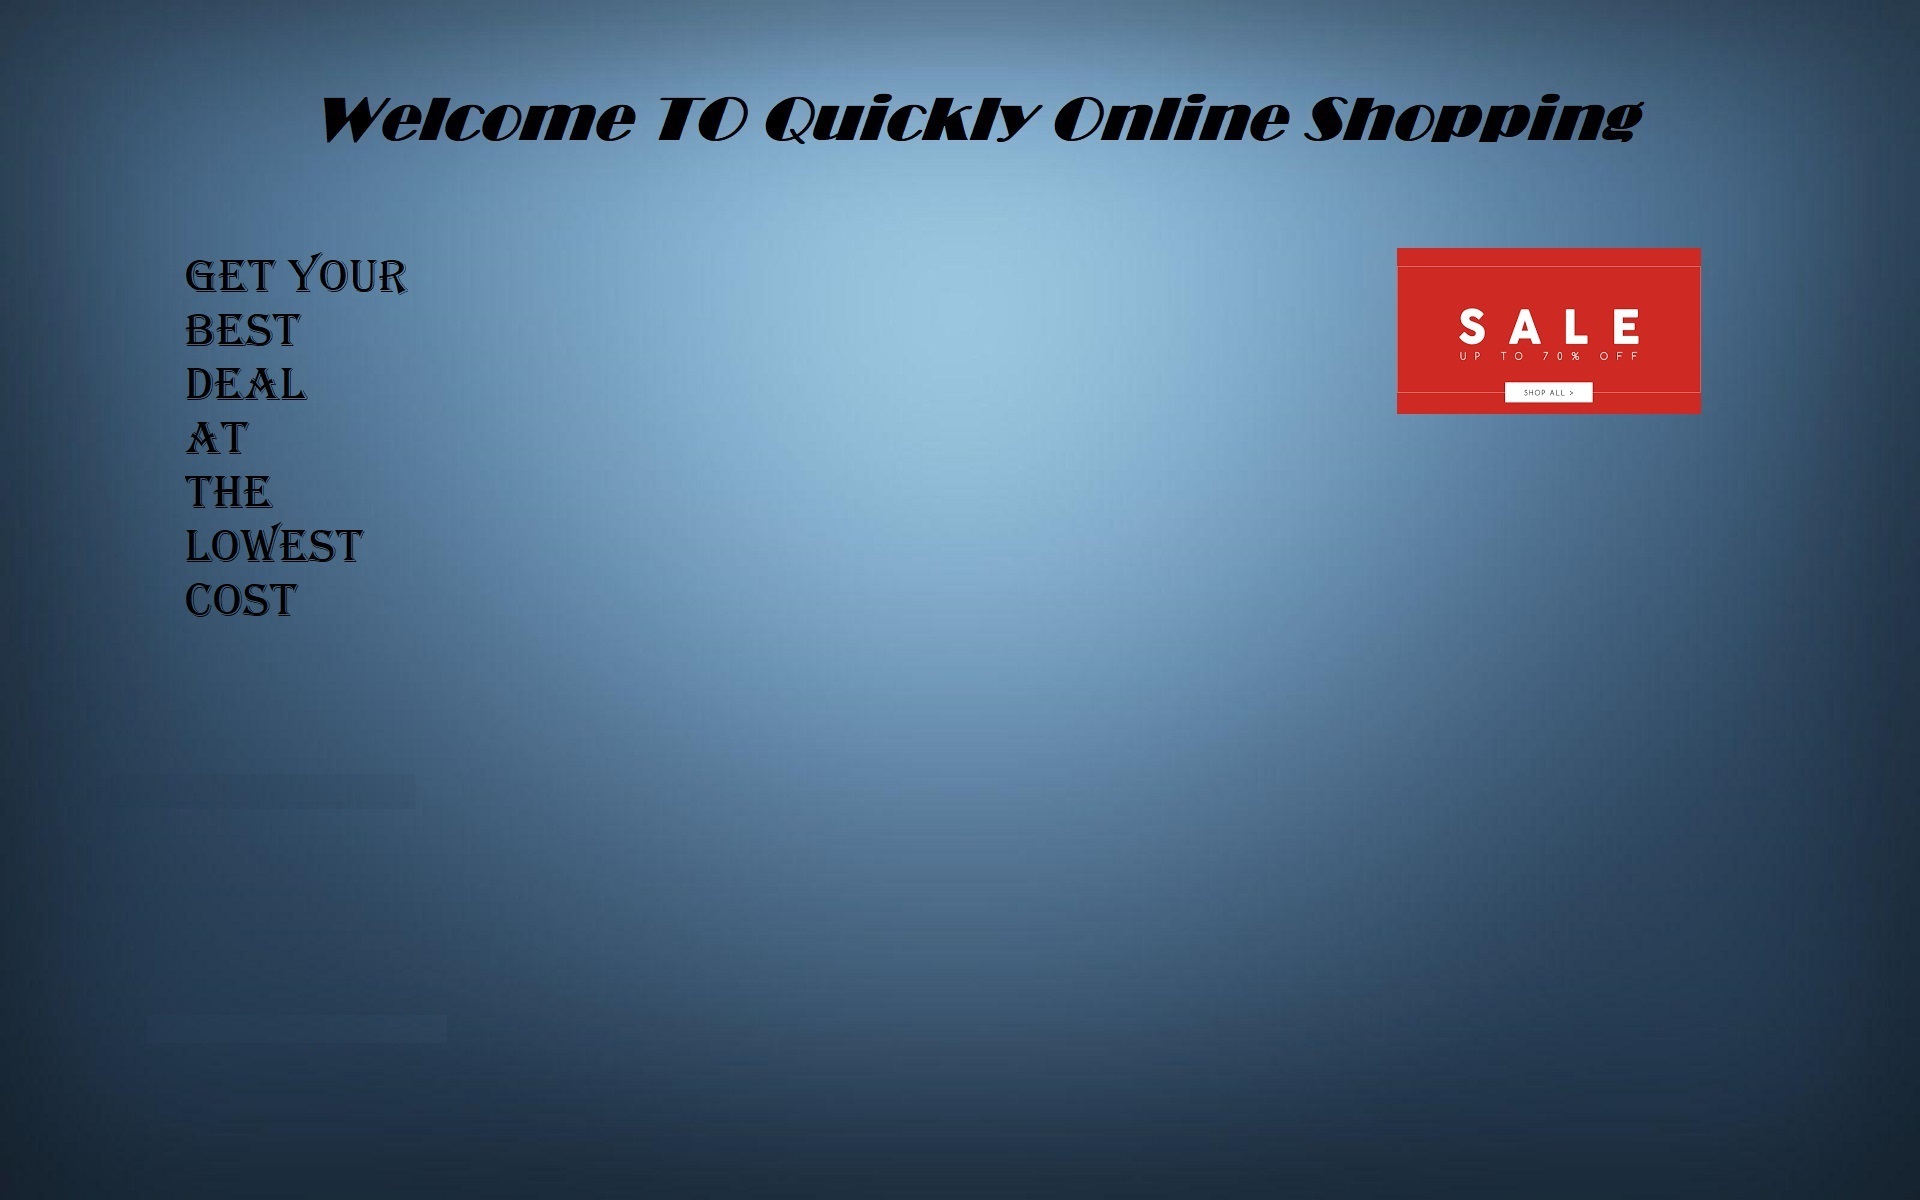 Welcome TO Quickly Online Shopping
GET YOUR
BEST
DEAL
AT
THE
LOWEST
COST
SALE
UP TO 70% OFF
SHOP ALL >